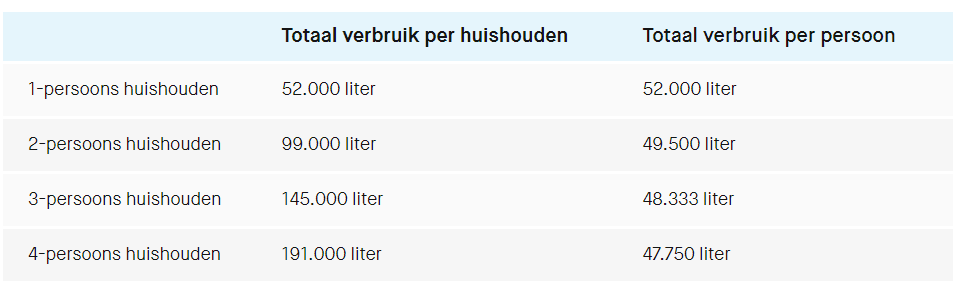 Totaal verbruik per huishouden Totaal verbruik per persoon
1-persoons huishouden 52.000 liter 52.000 liter
2-persoons huishouden 99.000 liter 49.500 liter
3-persoons huishouden 145.000 liter 48.333 liter
4-persoons huishouden 191.000 liter 47.750 liter